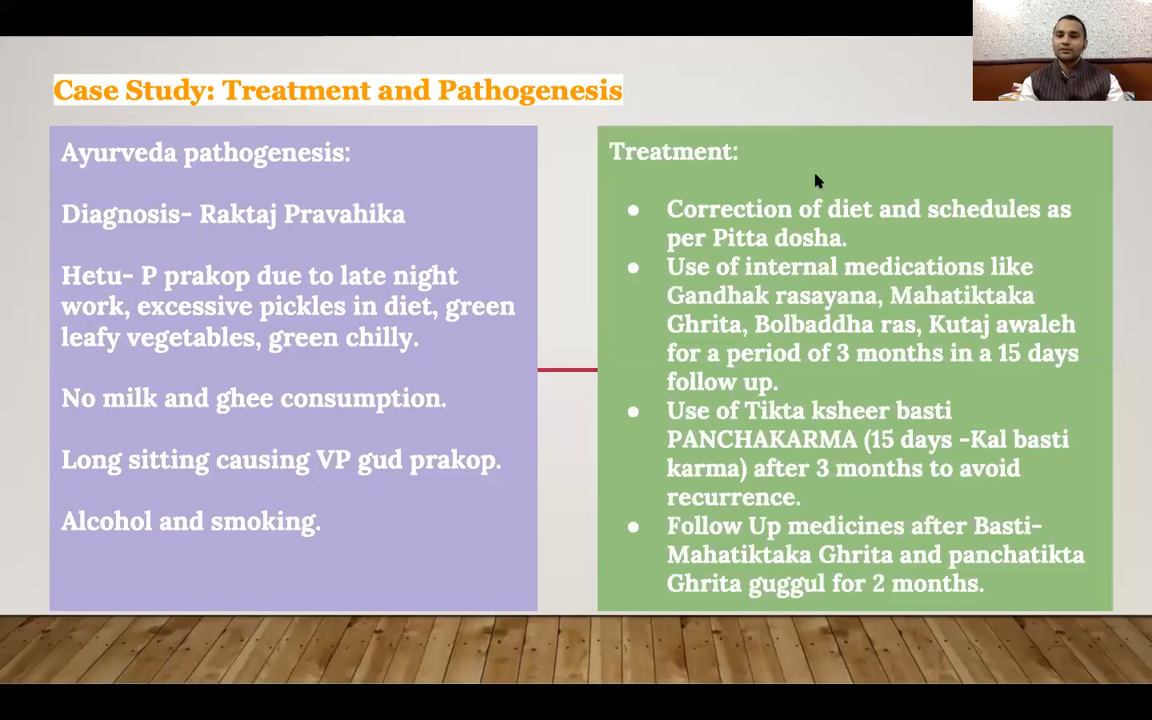 Case Study: Treatment and Pathogenesis
Ayurveda pathogenesis:
Diagnosis- Raktaj Pravahika
Hetu- P prakop due to late night
work, excessive pickles in diet, green
leafy vegetables, green chilly.
No milk and ghee consumption.
Long sitting causing VP gud prakop.
Alcohol and smoking.
Treatment:
● Correction of diet and schedules as
per Pitta dosha.
● Use of internal medications like
Gandhak rasayana, Mahatiktaka
Ghrita, Bolbaddha ras, Kutaj awaleh
for a period of 3 months in a 15 days
follow up.
● Use of Tikta ksheer basti
PANCHAKARMA (15 days -Kal basti
karma) after 3 months to avoid
recurrence.
● Follow Up medicines after Basti-
Mahatiktaka Ghrita and panchatikta
Ghrita guggul for 2 months.